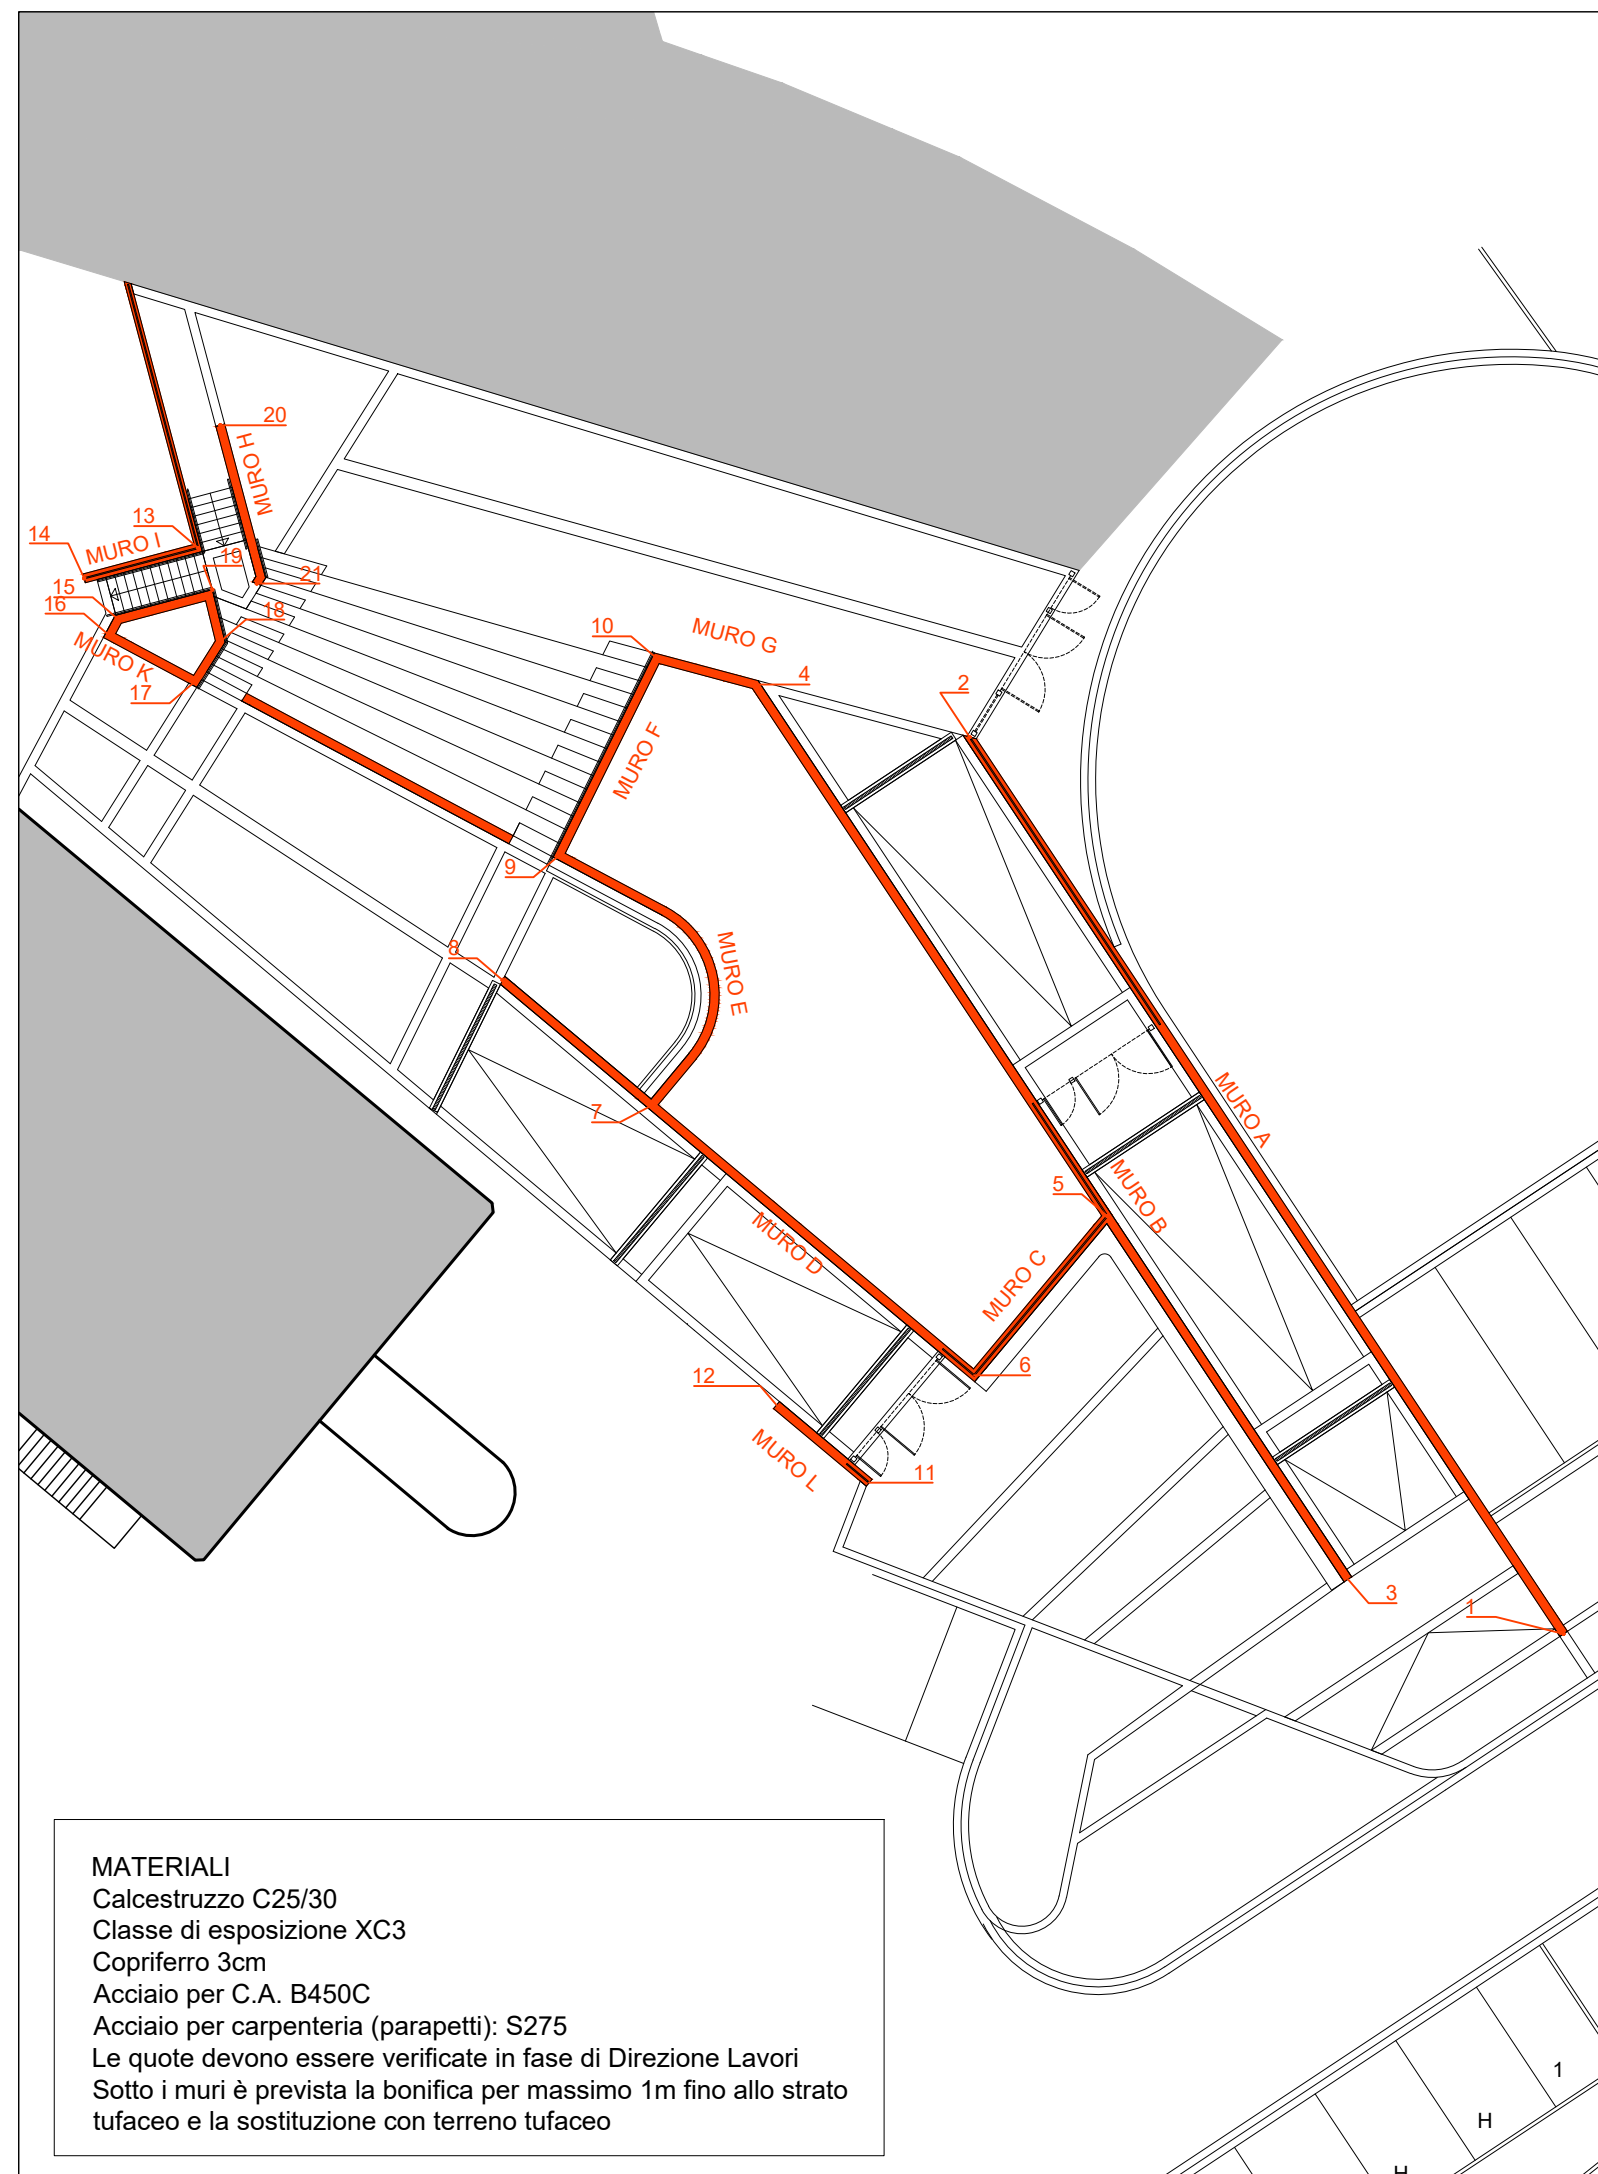 20
MURO H
13
14
MURO I
19
21
15
16
18
MURO K
17
10
MURO G
4
2
MURO F
9
8
MURO E
7
MURO A
5
MURO B
MURO D
MURO C
6
12
MURO L
11
3
1
MATERIALI
Calcestruzzo C25/30
Classe di esposizione XC3
Copriferro 3cm
Acciaio per C.A. B450C
Acciaio per carpenteria (parapetti): S275
Le quote devono essere verificate in fase di Direzione Lavori
Sotto i muri è prevista la bonifica per massimo 1m fino allo strato
tufaceo e la sostituzione con terreno tufaceo
1
H
H